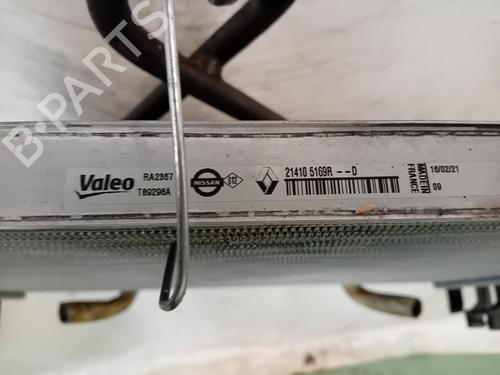 B-PARTS
Valeo
RA2367
T89298A
NISSAN
21410 5169R --D
MADE IN
FRANCE
16/02/21
09